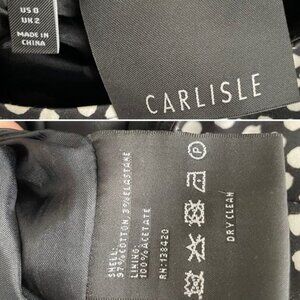 US 0
UK 2
MADE IN
CHINA
CARLISLE
SHELL:
97% COTTON, 3% ELASTANE
LINING:
100% ACETATE
RN: 138420
P
DRY CLEAN